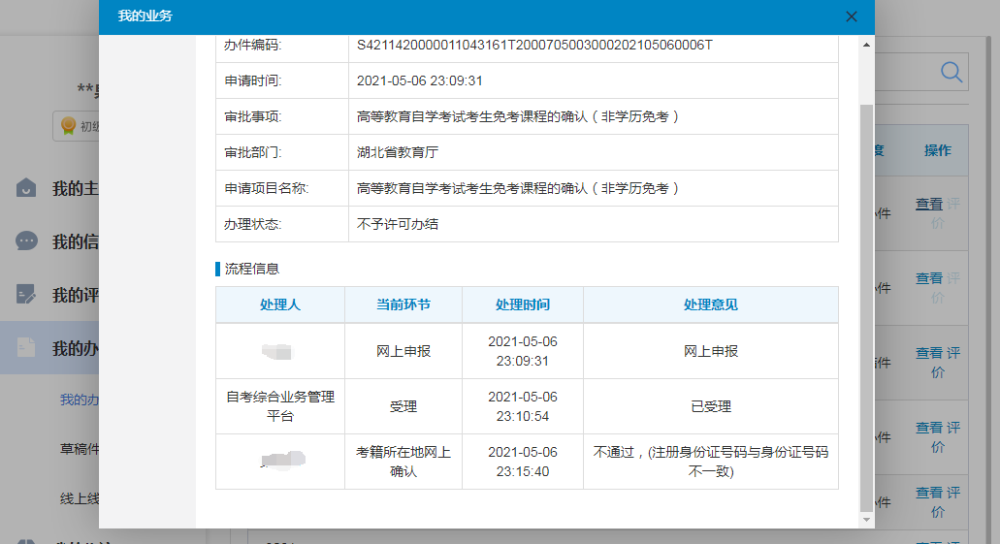 我的业务
办件编码: S4211420000011043161T2000705003000202105060006T
申请时间: 2021-05-06 23:09:31
审批事项: 高等教育自学考试考生免考课程的确认（非学历免考）
审批部门: 湖北省教育厅
申请项目名称: 高等教育自学考试考生免考课程的确认（非学历免考）
办理状态: 不予许可办结
流程信息
处理人 当前环节 处理时间 处理意见
网上申报 2021-05-06 23:09:31 网上申报
自考综合业务管理平台 受理 2021-05-06 23:10:54 已受理
考籍所在地网上确认 2021-05-06 23:15:40 不通过，(注册身份证号码与身份证号码不一致)
**
初级
我的主
我的信
我的评
我的办
我的办
草稿件
线上线
度 操作
件 查看 评价
件 查看 评价
件 查看 评价
件 查看 评价
件 查看 评价